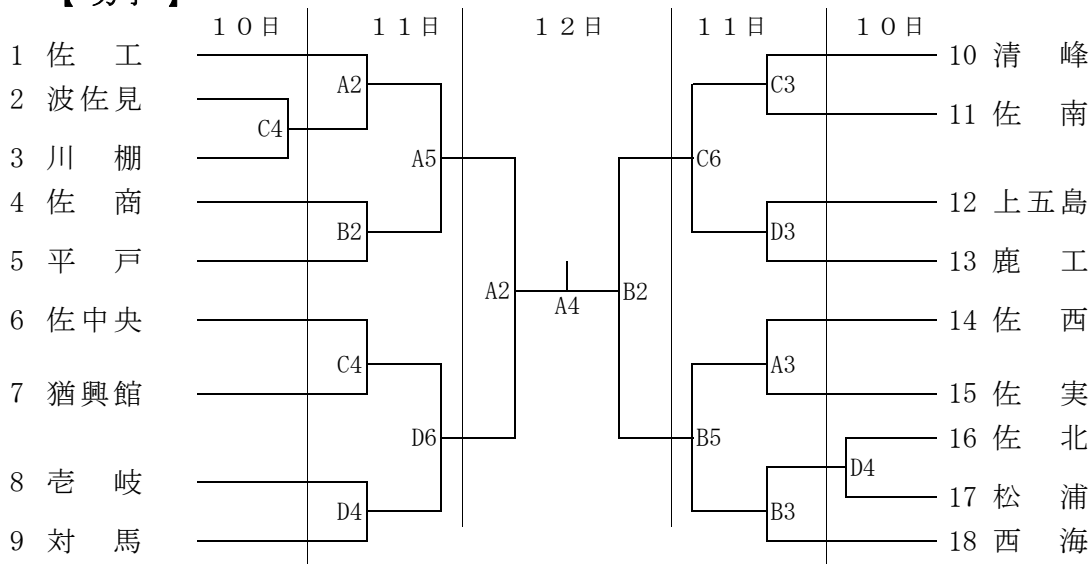 １０日 １１日 １２日 １１日 １０日
1 佐　工
2 波佐見
3 川　棚
4 佐　商
5 平　戸
6 佐中央
7 猶興館
8 壱　岐
9 対　馬
C4
A2
B2
C4
D4
A5
D6
A2
A4
B2
C6
B5
C3
D3
A3
B3
D4
10 清　峰
11 佐　南
12 上五島
13 鹿　工
14 佐　西
15 佐　実
16 佐　北
17 松　浦
18 西　海